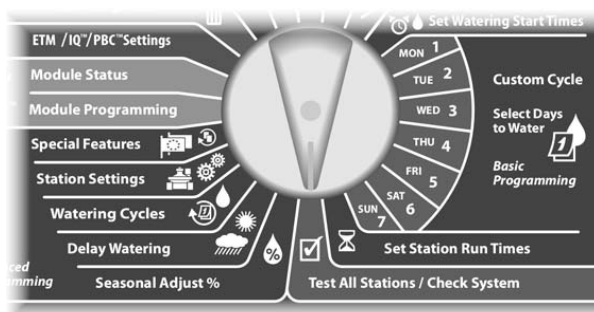 Set Watering Start Times
ETM /IQ™/PBC™Settings
Module Status
Module Programming
Special Features
Station Settings
Watering Cycles
Delay Watering
Seasonal Adjust %
MON 1
TUE 2
WED 3
THU 4
FRI 5
SAT 6
SUN 7
Custom Cycle
Select Days
to Water
1
Basic
Programming
Set Station Run Times
Test All Stations / Check System
%
1